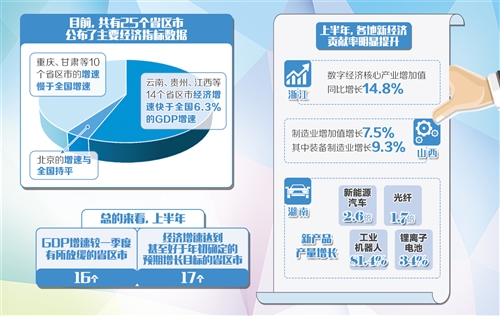 目前，共有25个省区市
公布了主要经济指标数据
重庆、甘肃等10
个省区市的增速
慢于全国增速
云南、贵州、江西等
14个省区市经济增
速快于全国6.3%
的GDP增速
北京的增速与
全国持平
总的来看，上半年
GDP增速较一季度
有所放缓的省区市
16个
经济增速达到
甚至好于年初确定的
预期增长目标的省区市
17个
上半年，各地新经济
贡献率明显提升
浙江
数字经济核心产业增加值
同比增长14.8%
制造业增加值增长7.5%
其中装备制造业增长9.3%
山西
湖南
新产品
产量增长
新能源
汽车
2.6倍
光纤
1.7倍
工业
机器人
81.4%
锂离子
电池
34%